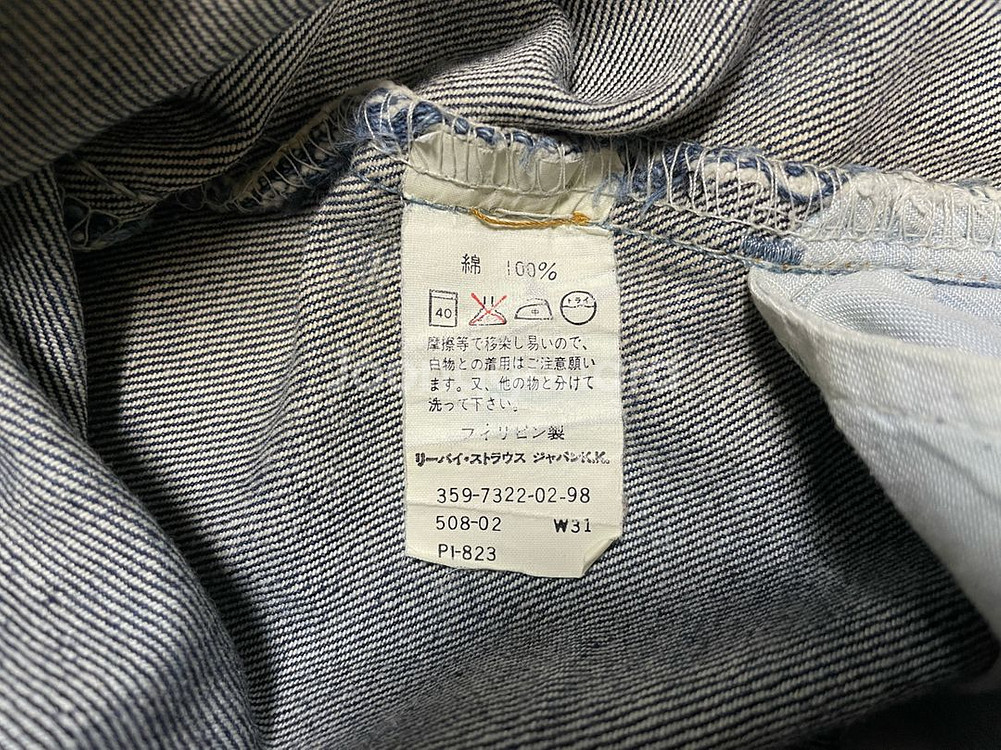 綿 100%
40 中 ドライ
摩擦等で移染し易いので、
白物との着用はご注意願い
ます。又、他の物と分けて
洗って下さい。
フィリピン製
リーバイ・ストラウス ジャパンK.K.
359-7322-02-98
508-02 W31
PI-823